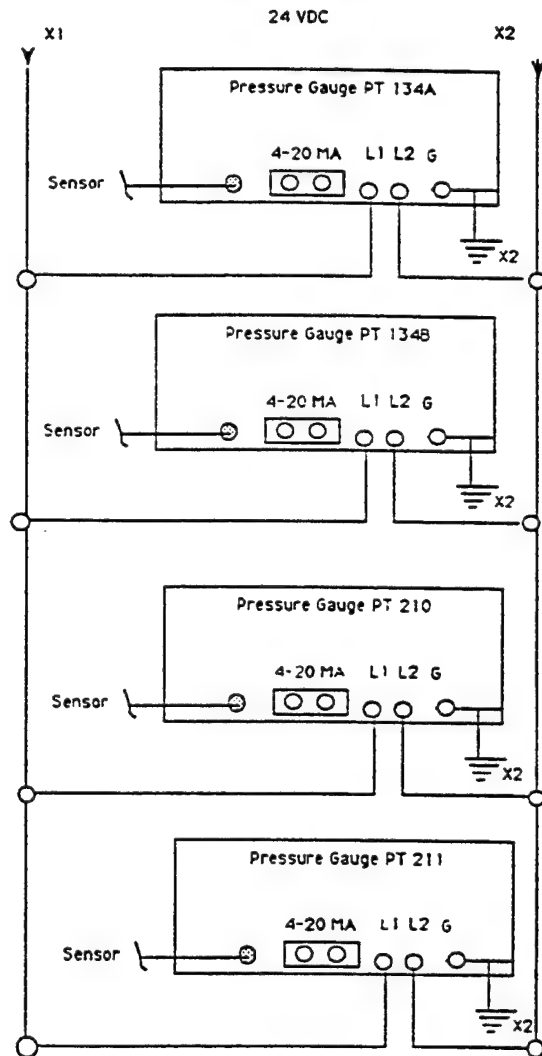 24 VDC
X1 X2
Pressure Gauge PT 134A
4-20 MA L1 L2 G
Sensor
X2
Pressure Gauge PT 134B
4-20 MA L1 L2 G
Sensor
X2
Pressure Gauge PT 210
4-20 MA L1 L2 G
Sensor
X2
Pressure Gauge PT 211
4-20 MA L1 L2 G
Sensor
X2